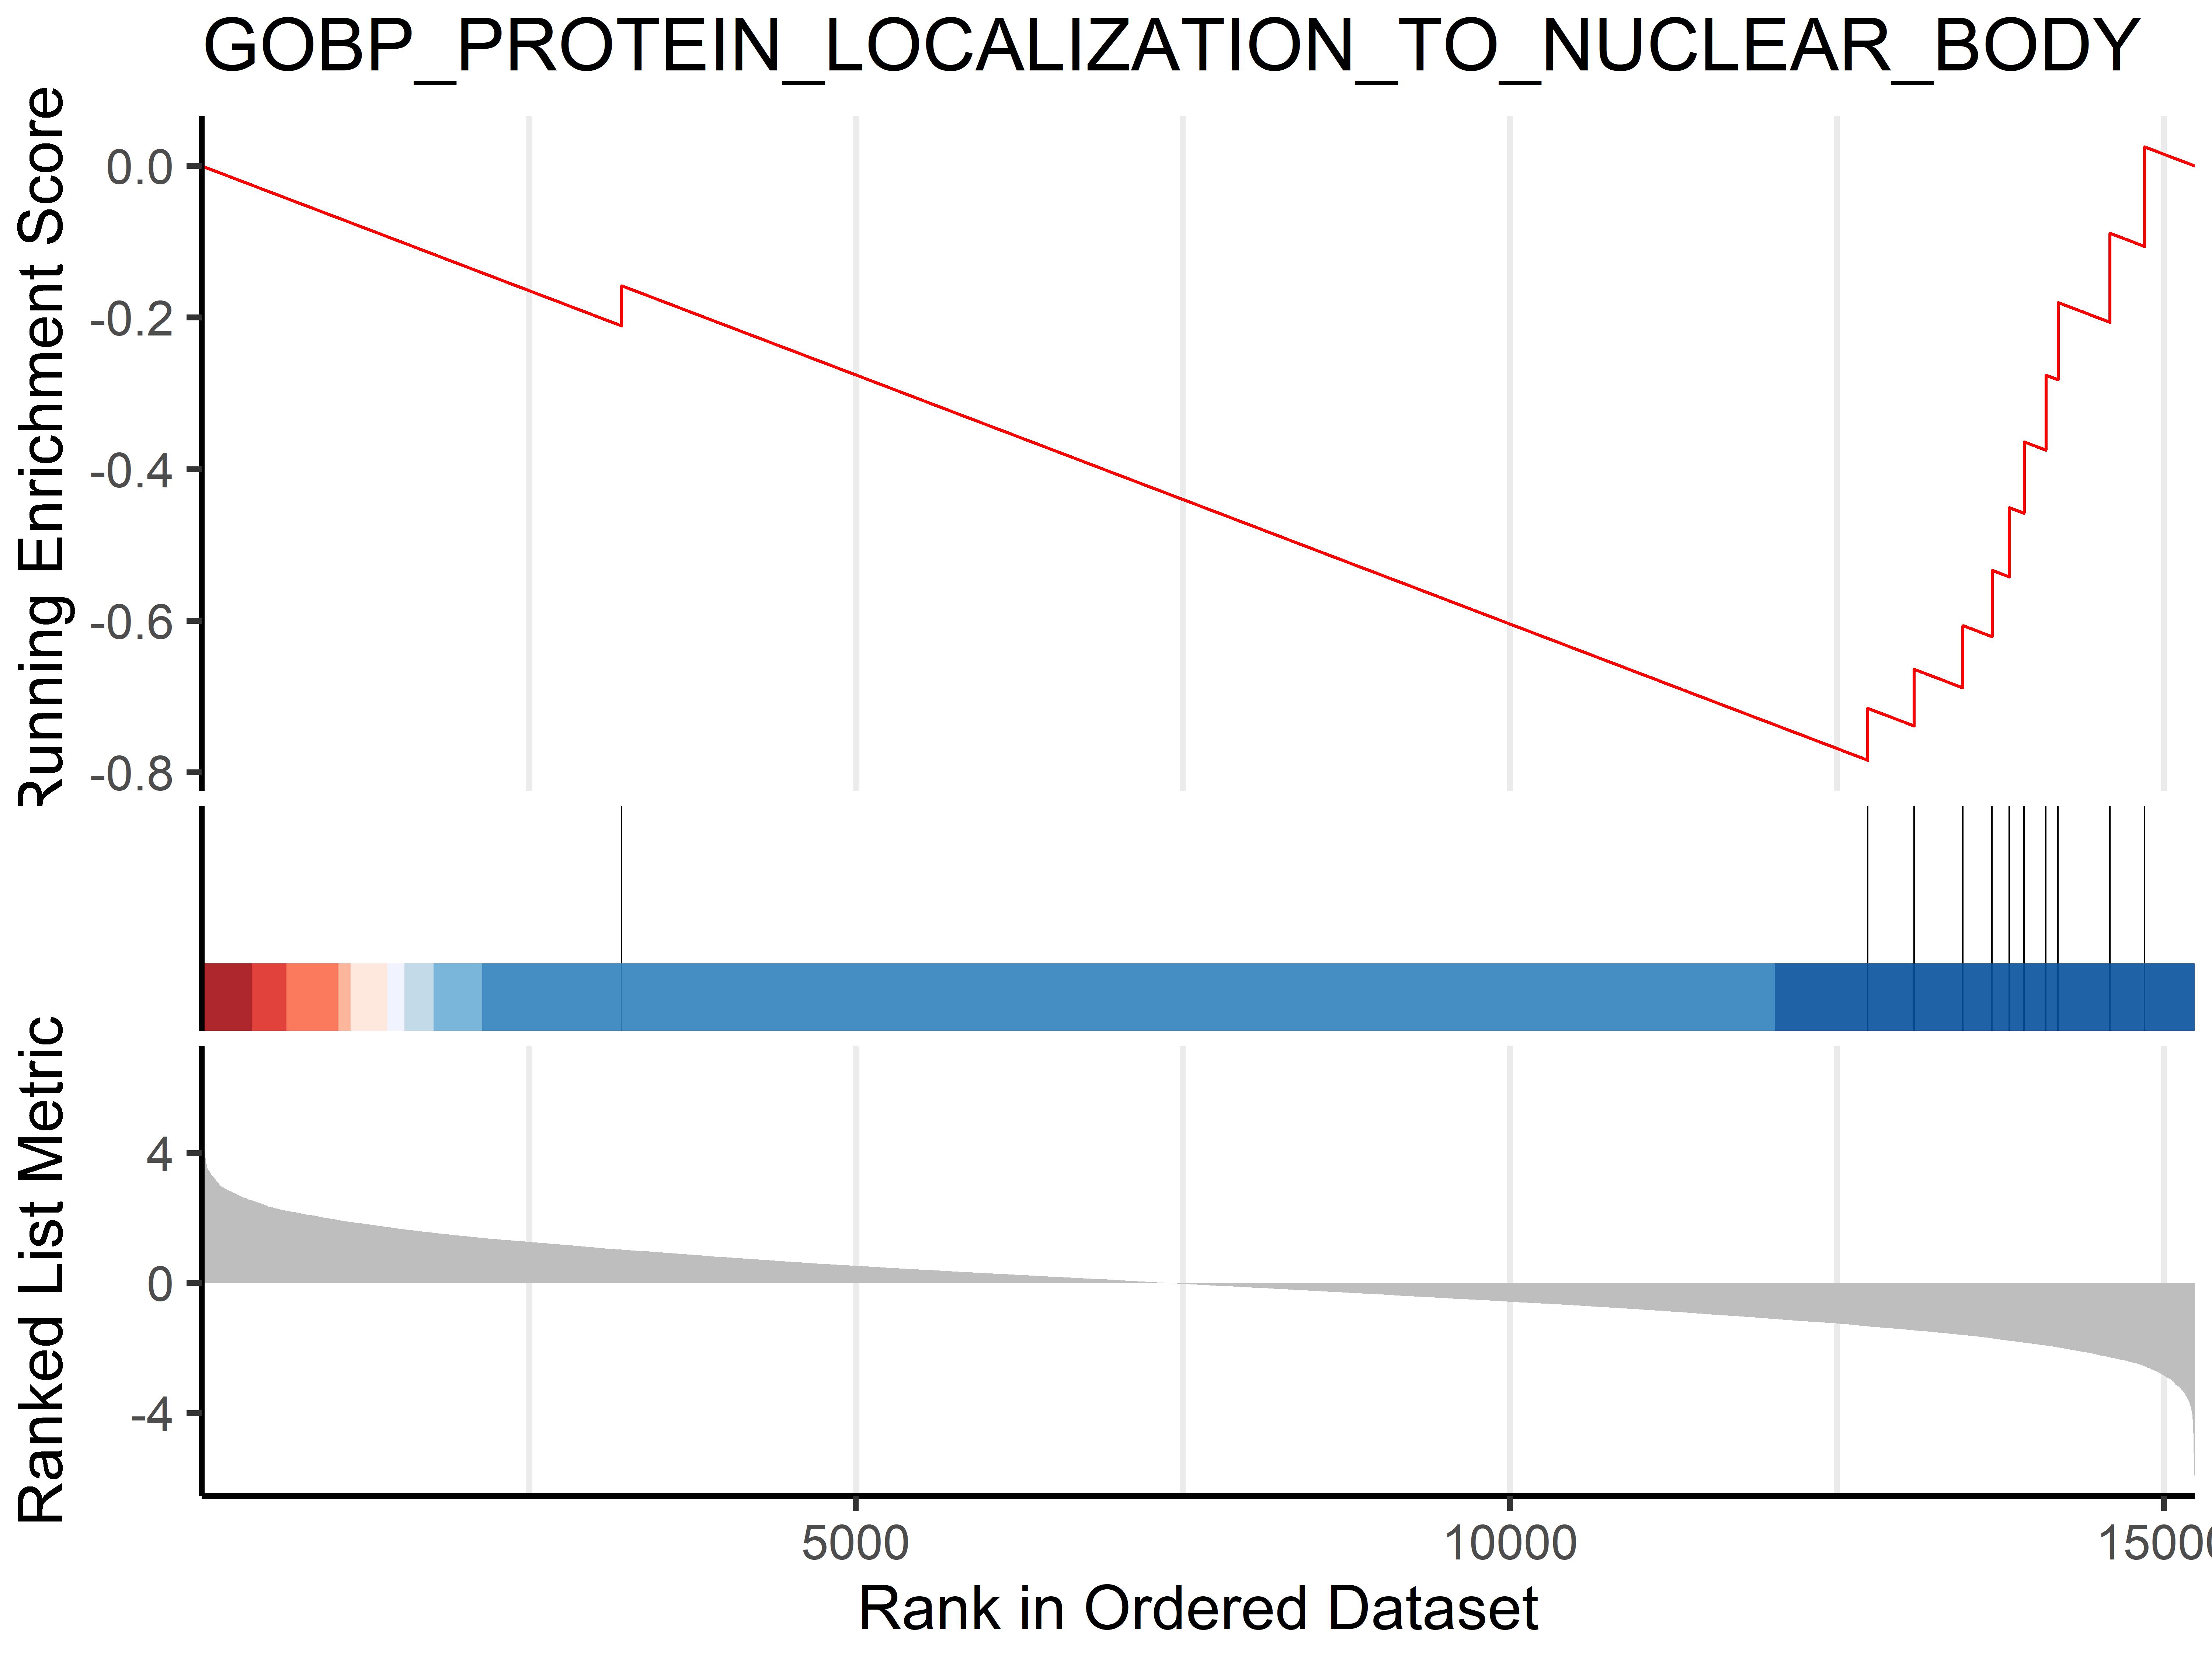 GOBP_PROTEIN_LOCALIZATION_TO_NUCLEAR_BODY
Running Enrichment Score
0.0
-0.2
-0.4
-0.6
-0.8
Ranked List Metric
4
0
-4
5000
10000
15000
Rank in Ordered Dataset